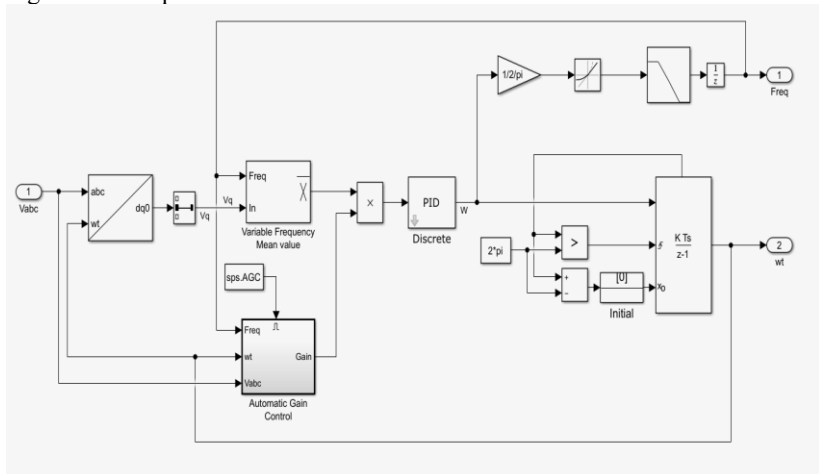 1/2/pi
1
z
1
Freq
1
Vabc
abc
wt
dq0
Vq
Vq
Freq
In
Variable Frequency
Mean value
×
PID
Discrete
W
2*pi
>
+
−
[0]
Initial
K Ts
z-1
x0
2
wt
sps.AGC
Freq
wt
Vabc
Gain
Automatic Gain
Control